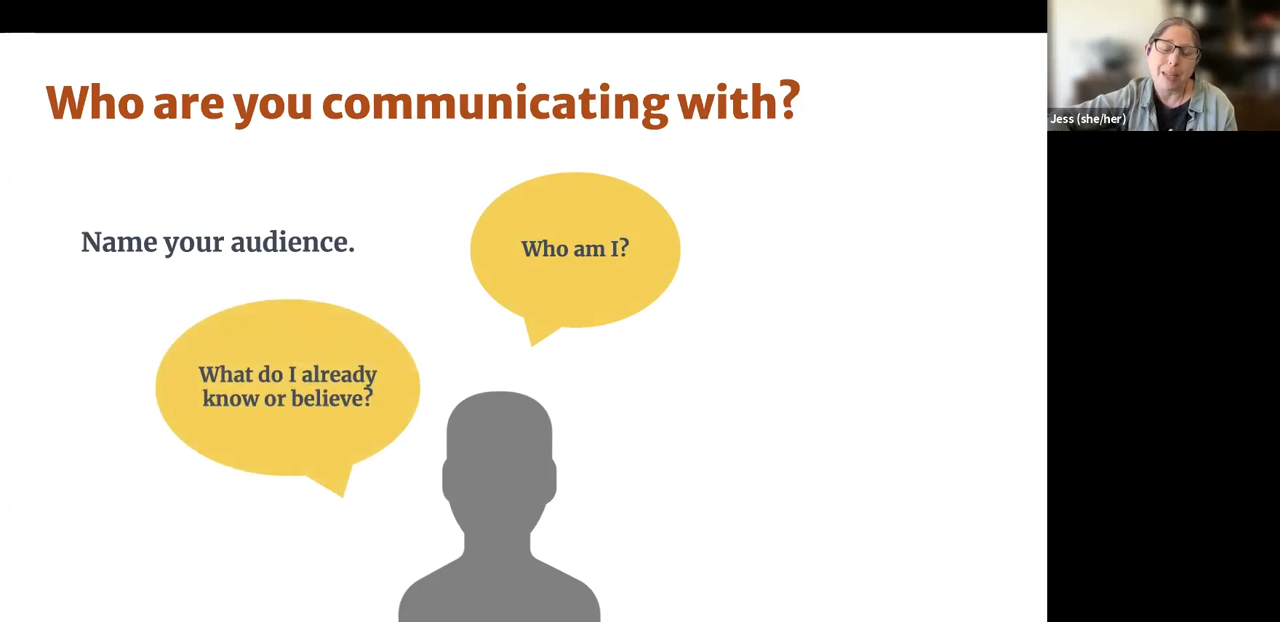 Who are you communicating with?
Jess (she/her)
Name your audience.
Who am I?
What do I already
know or believe?